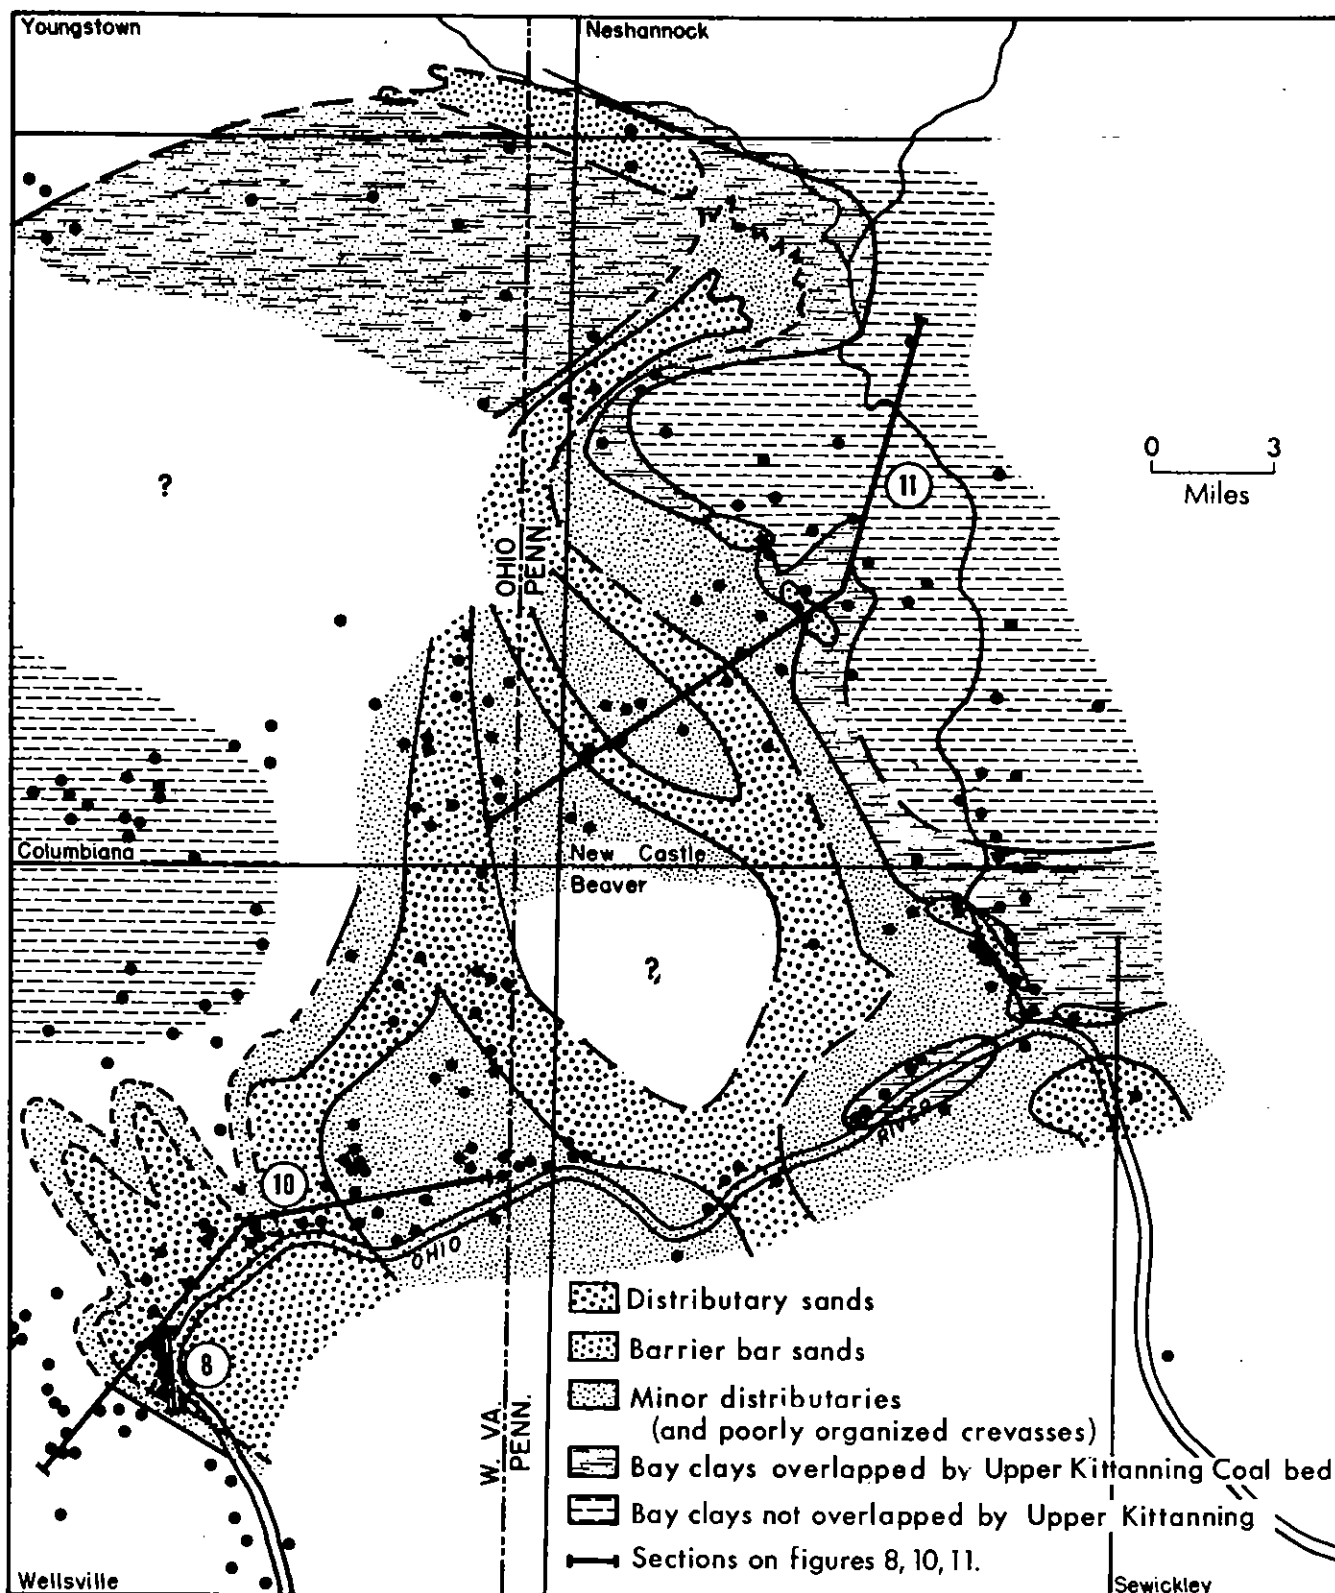 Youngstown
Neshannock
0 3
Miles
?
11
OHIO
PENN.
Columbiana
New Castle
Beaver
?
10
RIVER
OHIO
8
W. VA.
PENN.
Distributary sands
Barrier bar sands
Minor distributaries
(and poorly organized crevasses)
Bay clays overlapped by Upper Kittanning Coal bed
Bay clays not overlapped by Upper Kittanning
Sections on figures 8, 10, 11.
Wellsville
Sewickley